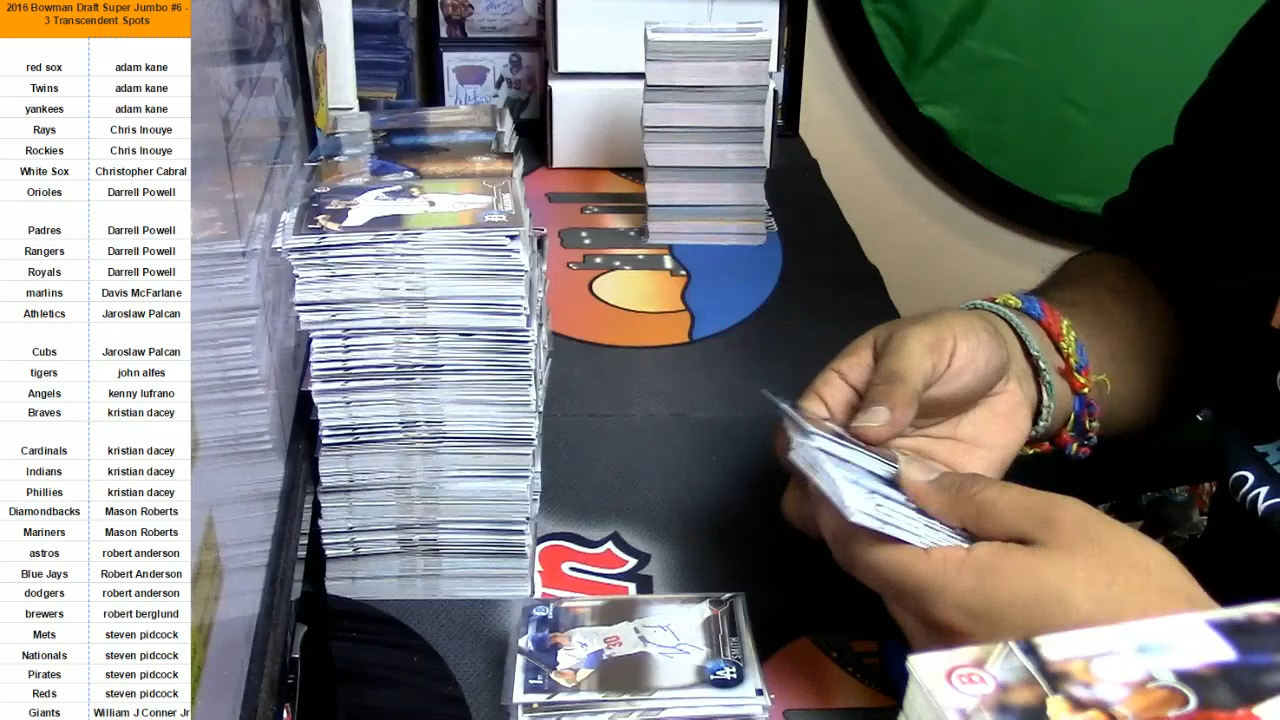 2016 Bowman Draft Super Jumbo #6 -
3 Transcendent Spots
red sox adam kane
Twins adam kane
yankees adam kane
Rays Chris Inouye
Rockies Chris Inouye
White Sox Christopher Cabral
Orioles Darrell Powell
Padres Darrell Powell
Rangers Darrell Powell
Royals Darrell Powell
marlins Davis McFarlane
Athletics Jaroslaw Palcan
Cubs Jaroslaw Palcan
tigers john alfes
Angels kenny lufrano
Braves kristian dacey
Cardinals kristian dacey
Indians kristian dacey
Phillies kristian dacey
Diamondbacks Mason Roberts
Mariners Mason Roberts
astros robert anderson
Blue Jays Robert Anderson
dodgers robert anderson
brewers robert berglund
Mets steven pidcock
Nationals steven pidcock
Pirates steven pidcock
Reds steven pidcock
Giants William J Conner Jr
99
30
SMITH
LA
1st
B